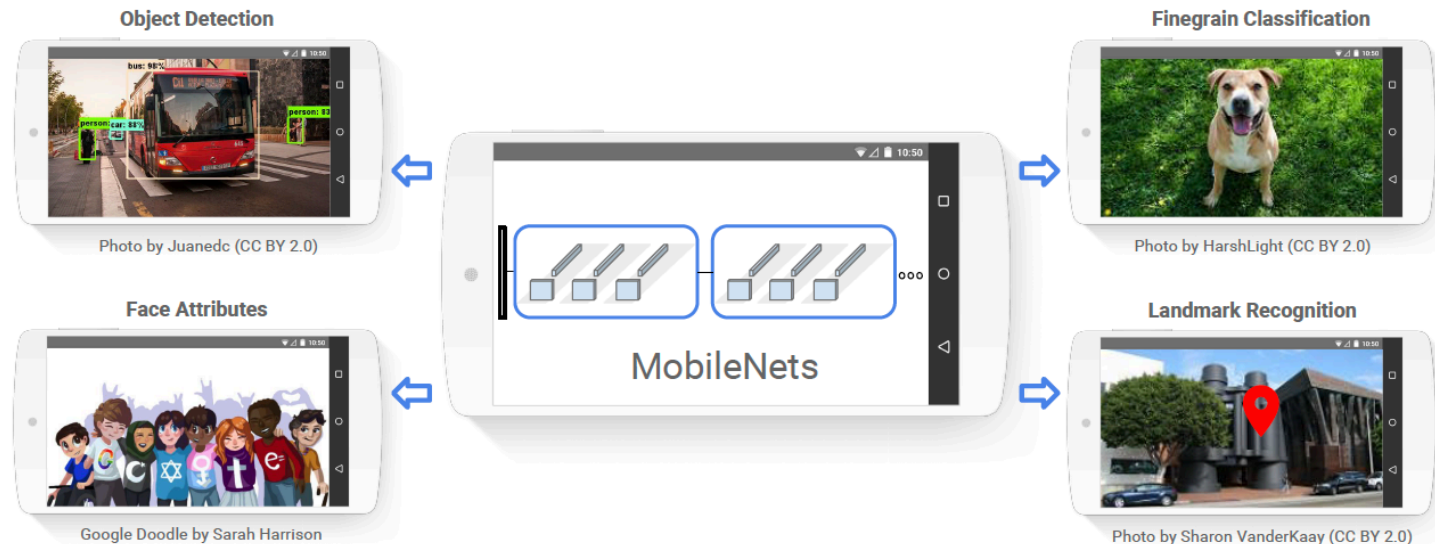 Object Detection
10:50
bus: 98%
person: 83
person:
car: 88%
Photo by Juanedc (CC BY 2.0)
Face Attributes
10:50
G
C
t
e=
Google Doodle by Sarah Harrison
10:50
MobileNets
Finegrain Classification
10:50
Photo by HarshLight (CC BY 2.0)
Landmark Recognition
10:50
Photo by Sharon VanderKaay (CC BY 2.0)